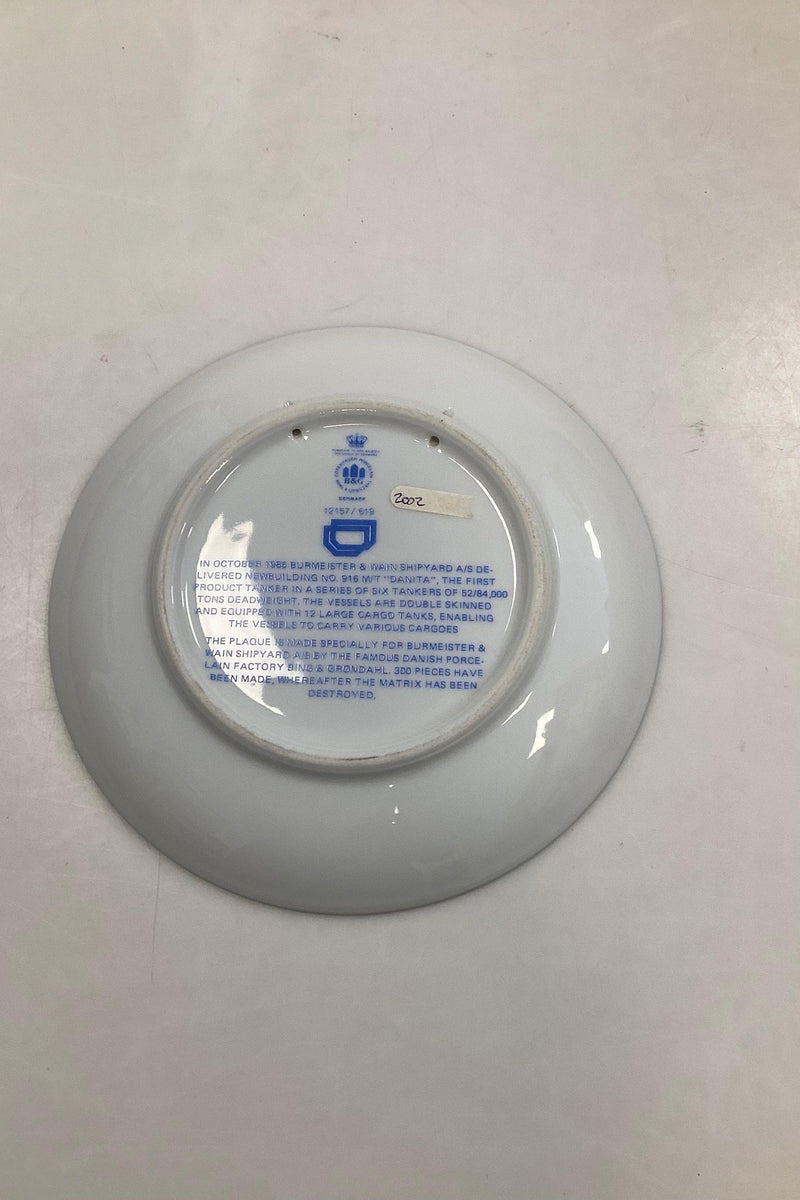 COPENHAGEN PORCELAIN
B&G
DENMARK
2002
12157/619
IN OCTOBER 1986 BURMEISTER & WAIN SHIPYARD A/S DE-
LIVERED NEWBUILDING NO. 916 M/T "DANITA", THE FIRST
PRODUCT TANKER IN A SERIES OF SIX TANKERS OF 52/84,000
TONS DEADWEIGHT. THE VESSELS ARE DOUBLE SKINNED
AND EQUIPPED WITH 12 LARGE CARGO TANKS, ENABLING
THE VESSELS TO CARRY VARIOUS CARGOES
THE PLAQUE IS MADE SPECIALLY FOR BURMEISTER &
WAIN SHIPYARD A/S BY THE FAMOUS DANISH PORCE-
LAIN FACTORY BING & GRØNDAHL. 300 PIECES HAVE
BEEN MADE, WHEREAFTER THE MATRIX HAS BEEN
DESTROYED.